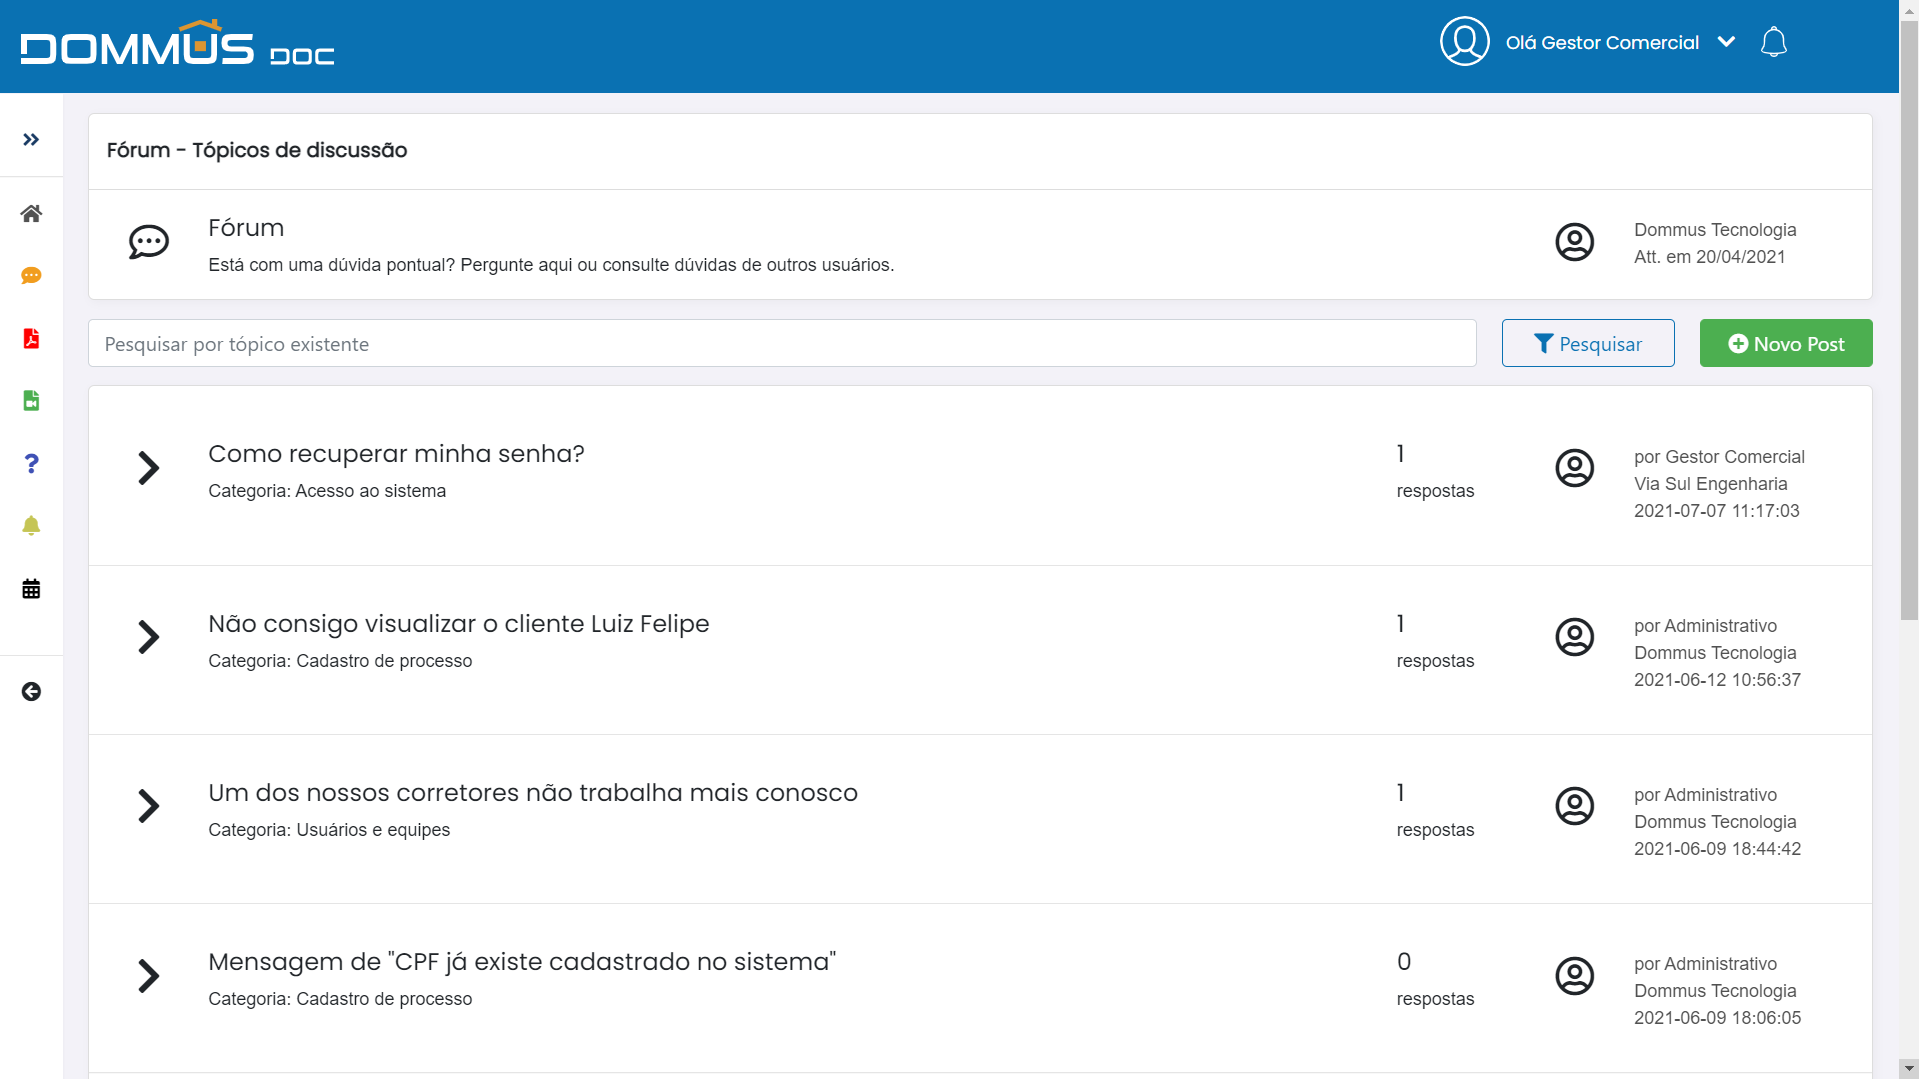 DOMMUS DOC
Olá Gestor Comercial
Fórum - Tópicos de discussão
Fórum
Está com uma dúvida pontual? Pergunte aqui ou consulte dúvidas de outros usuários.
Dommus Tecnologia
Att. em 20/04/2021
Pesquisar por tópico existente
Pesquisar
Novo Post
Como recuperar minha senha?
Categoria: Acesso ao sistema
1
respostas
por Gestor Comercial
Via Sul Engenharia
2021-07-07 11:17:03
Não consigo visualizar o cliente Luiz Felipe
Categoria: Cadastro de processo
1
respostas
por Administrativo
Dommus Tecnologia
2021-06-12 10:56:37
Um dos nossos corretores não trabalha mais conosco
Categoria: Usuários e equipes
1
respostas
por Administrativo
Dommus Tecnologia
2021-06-09 18:44:42
Mensagem de "CPF já existe cadastrado no sistema"
Categoria: Cadastro de processo
0
respostas
por Administrativo
Dommus Tecnologia
2021-06-09 18:06:05